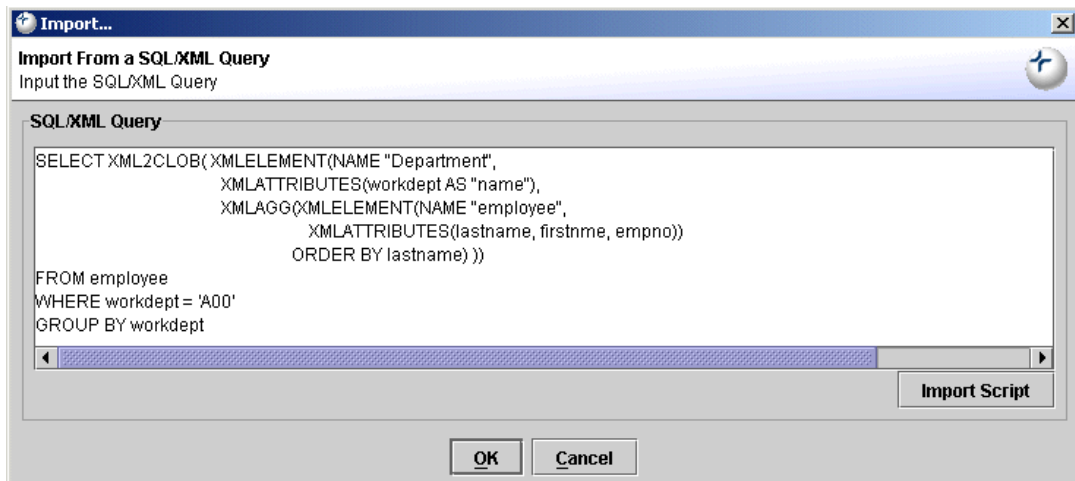 Import...
Import From a SQL/XML Query
Input the SQL/XML Query
SQL/XML Query
SELECT XML2CLOB( XMLELEMENT(NAME "Department",
XMLATTRIBUTES(workdept AS "name"),
XMLAGG(XMLELEMENT(NAME "employee",
XMLATTRIBUTES(lastname, firstnme, empno))
ORDER BY lastname) ))
FROM employee
WHERE workdept = 'A00'
GROUP BY workdept
Import Script
OK Cancel